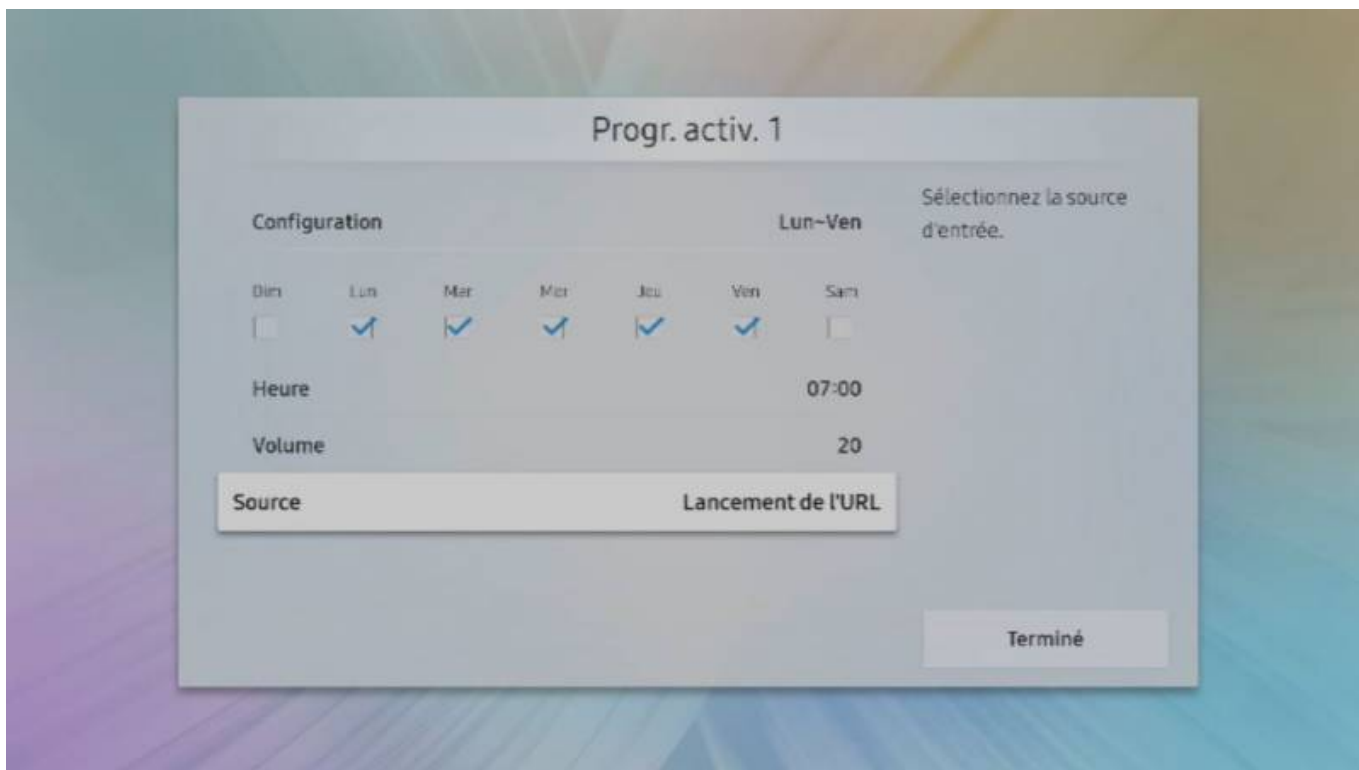 Progr. activ. 1
Configuration Lun~Ven
Sélectionnez la source
d'entrée.
Dim Lun Mar Mer Jeu Ven Sam
Heure 07:00
Volume 20
Source Lancement de l'URL
Terminé